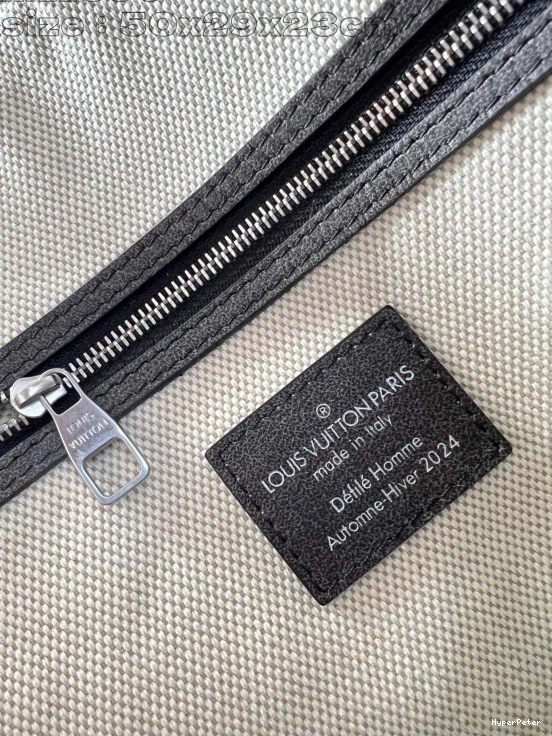 size : 50x29x23cm
LOUIS
VUITTON
®
LOUIS VUITTON PARIS
made in Italy
Défilé Homme
Automne-Hiver 2024
HyperPeter